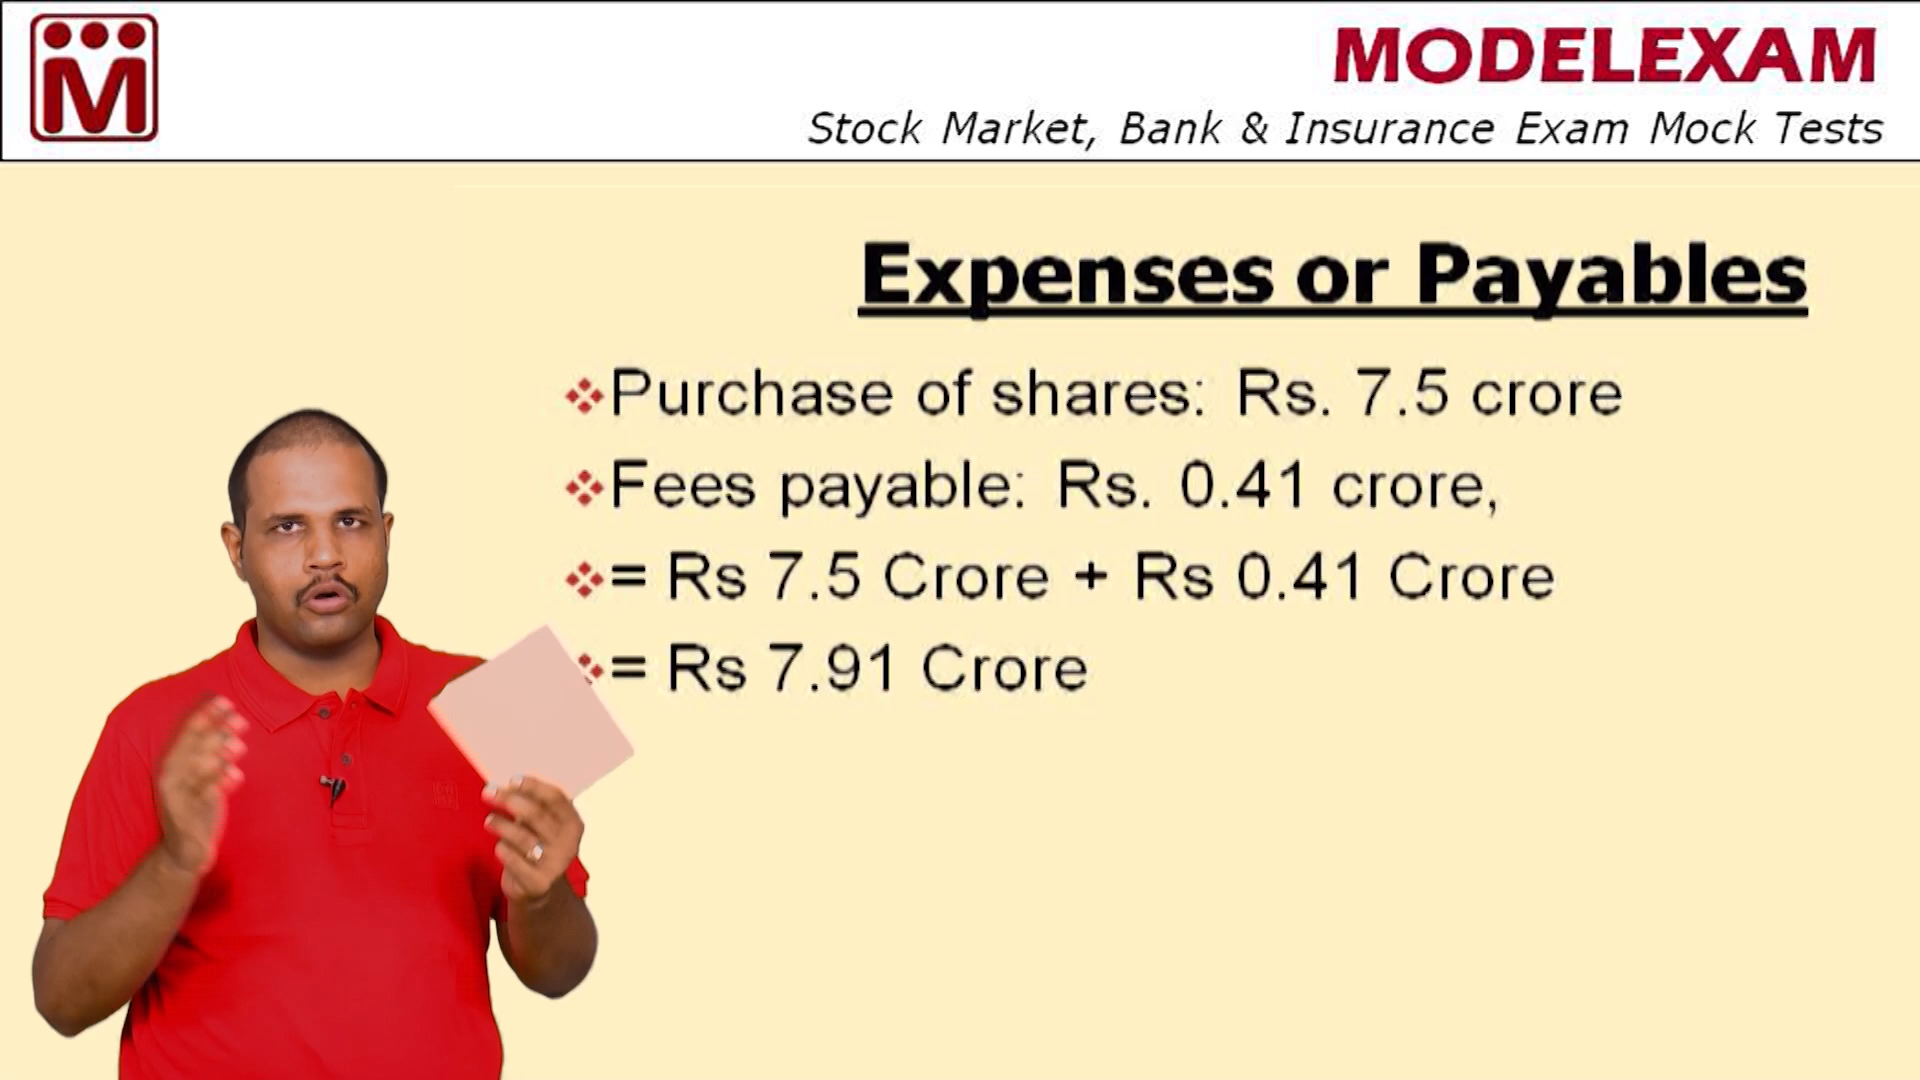 M
MODELEXAM
Stock Market, Bank & Insurance Exam Mock Tests
Expenses or Payables
Purchase of shares: Rs. 7.5 crore
Fees payable: Rs. 0.41 crore,
= Rs 7.5 Crore + Rs 0.41 Crore
= Rs 7.91 Crore